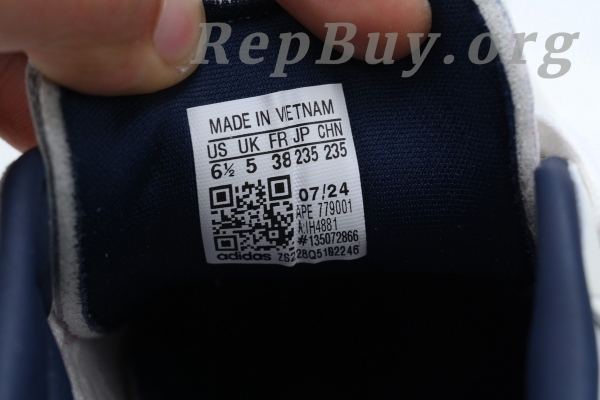 RepBuy.org
MADE IN VIETNAM
US UK FR JP CHN
6½ 5 38 235 235
07/24
APE 779001
A.IH4881
#135072866
adidas ZS228Q51B2246